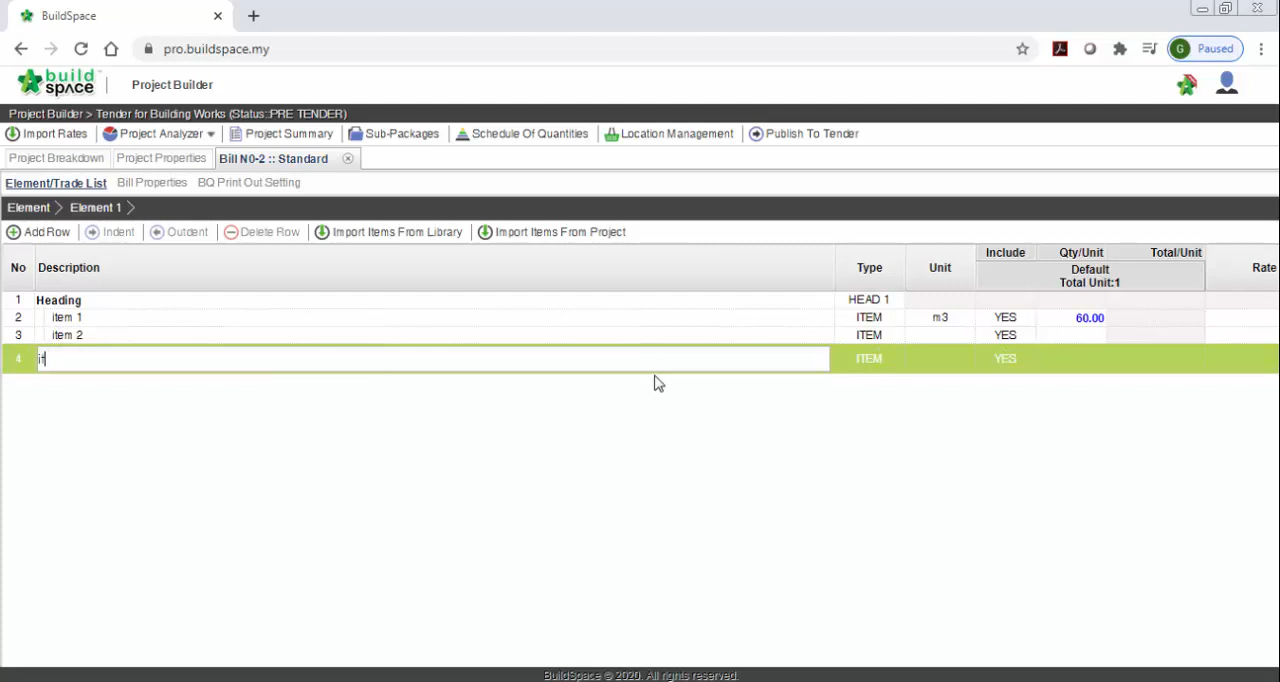 BuildSpace
pro.buildspace.my
G Paused
build space Project Builder
Project Builder > Tender for Building Works (Status::PRE TENDER)
Import Rates Project Analyzer Project Summary Sub-Packages Schedule Of Quantities Location Management Publish To Tender
Project Breakdown Project Properties Bill N0-2 :: Standard
Element/Trade List Bill Properties BQ Print Out Setting
Element Element 1
Add Row Indent Outdent Delete Row Import Items From Library Import Items From Project
No Description Type Unit Include Qty/Unit Total/Unit Rate
Default
Total Unit:1
1 Heading HEAD 1
2 item 1 ITEM m3 YES 60.00
3 item 2 ITEM YES
4 it ITEM YES
BuildSpace © 2020. All rights reserved.